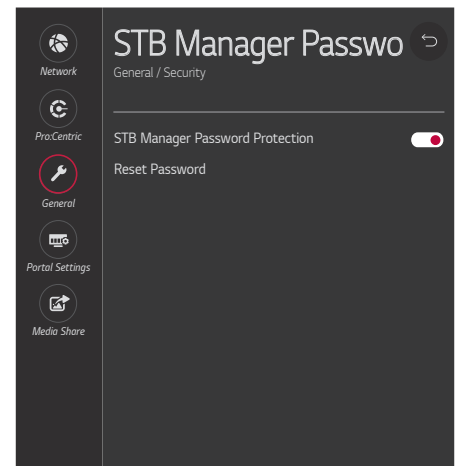 STB Manager Passwo
General / Security
Network
Pro:Centric
General
Portal Settings
Media Share
STB Manager Password Protection
Reset Password